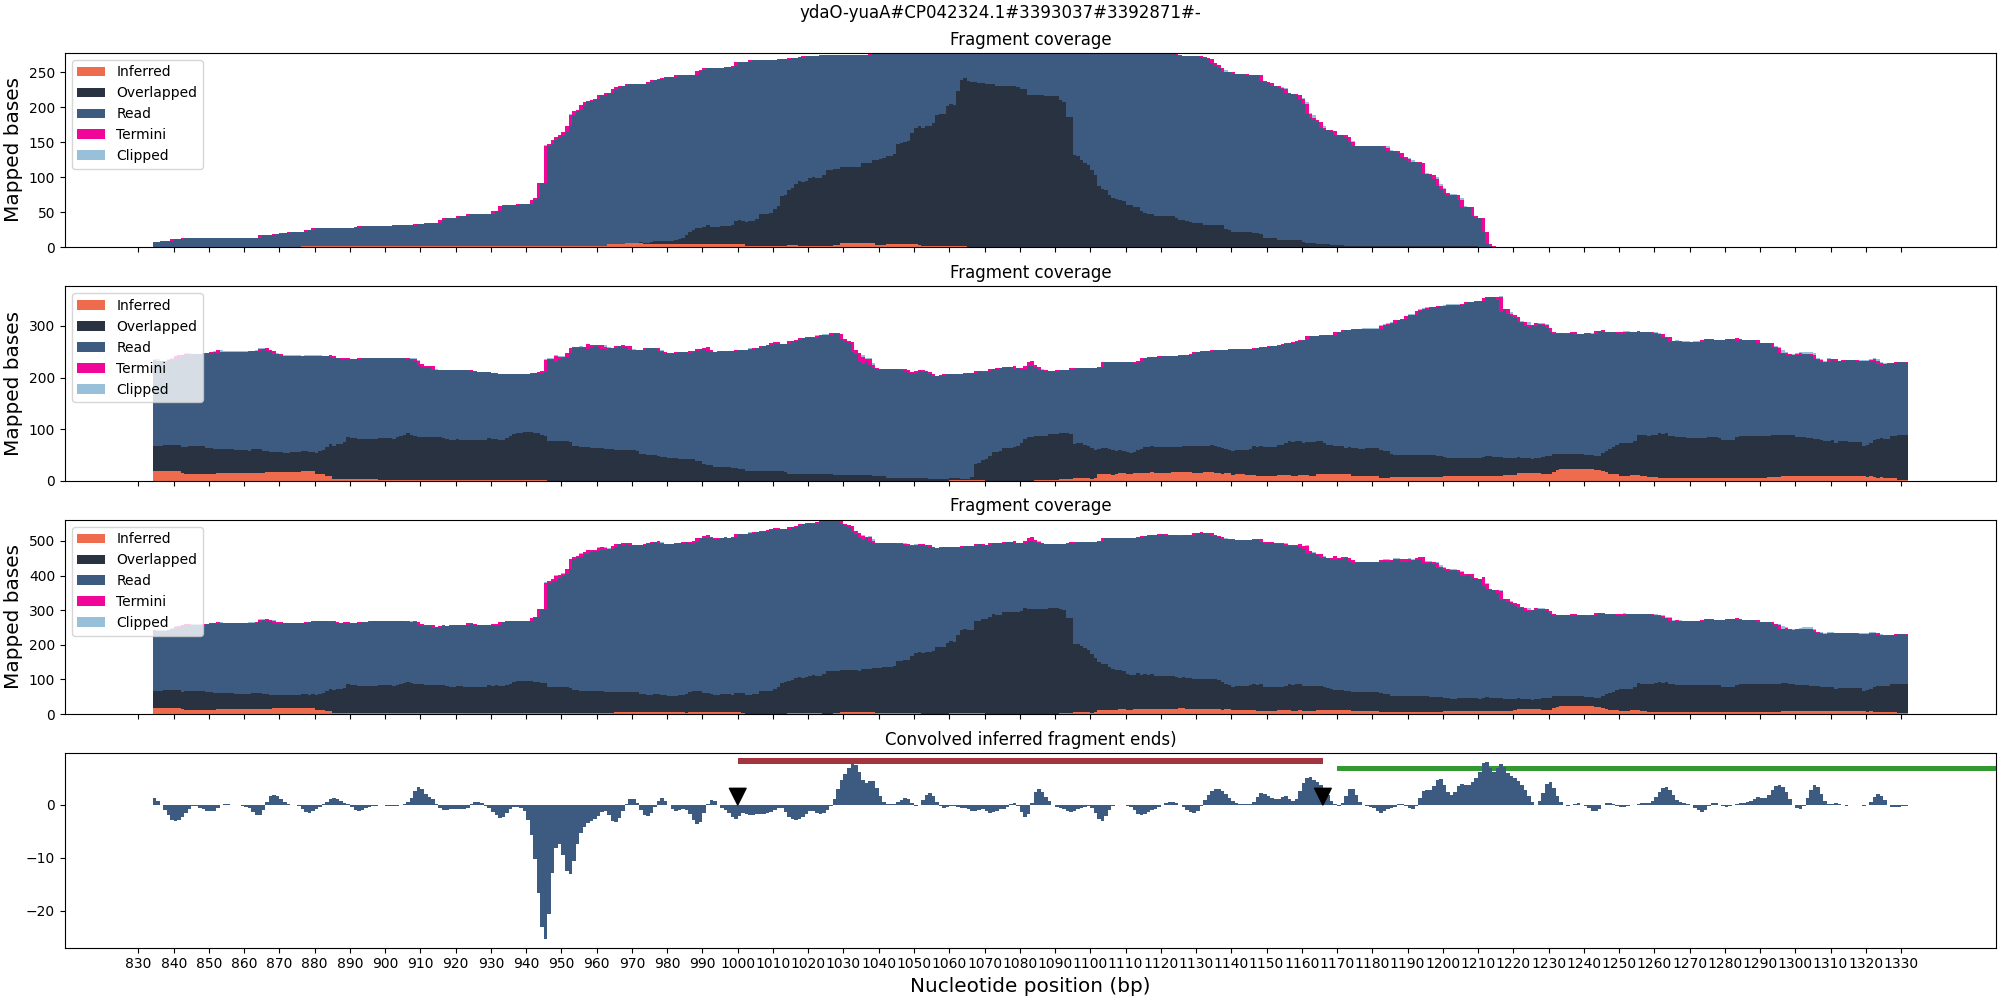 ydaO-yuaA#CP042324.1#3393037#3392871#-
Fragment coverage
Mapped bases
250
200
150
100
50
0
Inferred
Overlapped
Read
Termini
Clipped
Fragment coverage
Mapped bases
300
200
100
0
Inferred
Overlapped
Read
Termini
Clipped
Fragment coverage
Mapped bases
500
400
300
200
100
0
Inferred
Overlapped
Read
Termini
Clipped
Convolved inferred fragment ends)
0
−10
−20
830 840 850 860 870 880 890 900 910 920 930 940 950 960 970 980 990 1000 1010 1020 1030 1040 1050 1060 1070 1080 1090 1100 1110 1120 1130 1140 1150 1160 1170 1180 1190 1200 1210 1220 1230 1240 1250 1260 1270 1280 1290 1300 1310 1320 1330
Nucleotide position (bp)